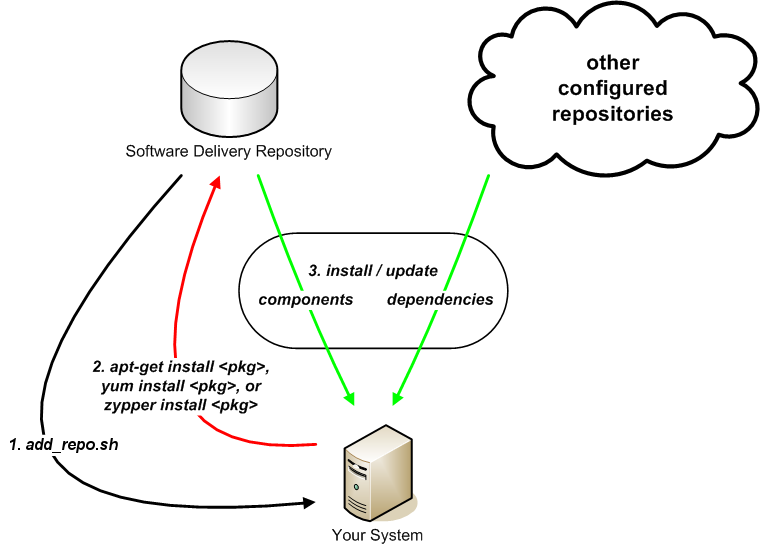 other
configured
repositories
Software Delivery Repository
3. install / update
components
dependencies
2. apt-get install <pkg>,
yum install <pkg>, or
zypper install <pkg>
1. add_repo.sh
Your System